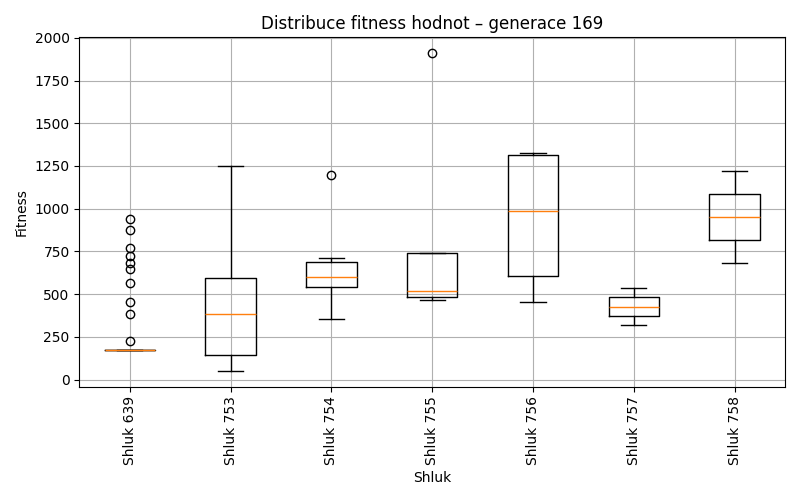 Distribuce fitness hodnot – generace 169
Fitness
2000
1750
1500
1250
1000
750
500
250
0
Shluk 639
Shluk 753
Shluk 754
Shluk 755
Shluk 756
Shluk 757
Shluk 758
Shluk